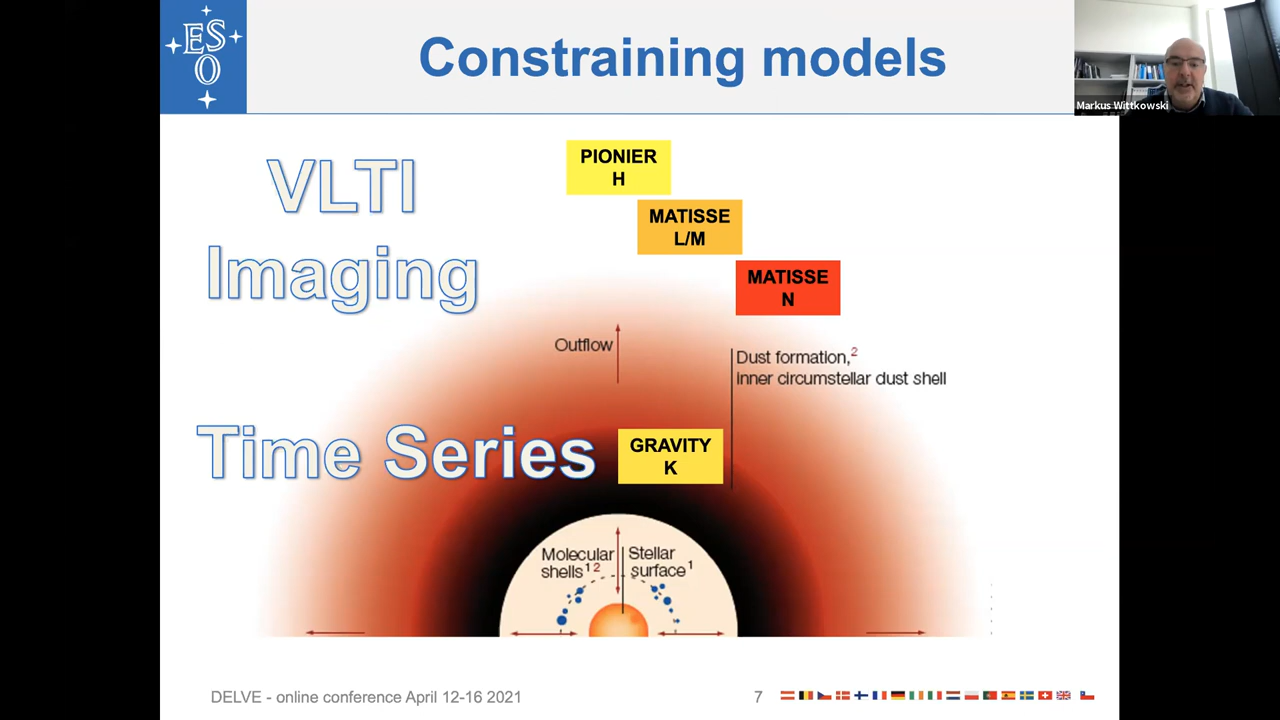 ESO
Constraining models
Markus Wittkowski
VLTI
Imaging
PIONIER
H
MATISSE
L/M
MATISSE
N
Outflow
Dust formation,2
inner circumstellar dust shell
Time Series
GRAVITY
K
Molecular
shells1 2
Stellar
surface1
DELVE - online conference April 12-16 2021
7